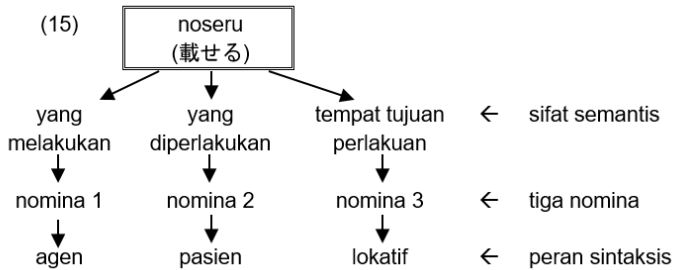 (15) noseru
(載せる)
yang yang tempat tujuan ← sifat semantis
melakukan diperlakukan perlakuan
nomina 1 nomina 2 nomina 3 ← tiga nomina
agen pasien lokatif ← peran sintaksis